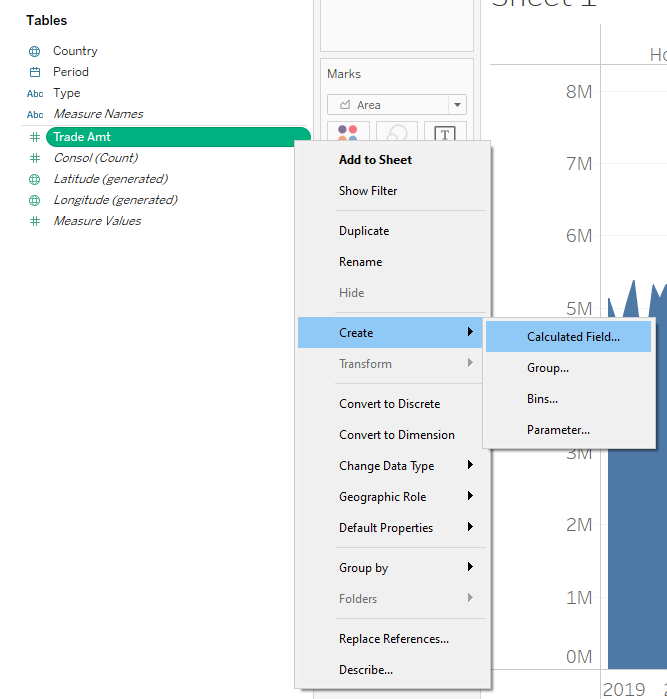 Tables
Country
Period
Abc Type
Abc Measure Names
Trade Amt
Consol (Count)
Latitude (generated)
Longitude (generated)
Measure Values
Marks
Area
T
Add to Sheet
Show Filter
Duplicate
Rename
Hide
Create
Transform
Convert to Discrete
Convert to Dimension
Change Data Type
Geographic Role
Default Properties
Group by
Folders
Replace References...
Describe...
Calculated Field...
Group...
Bins...
Parameter...
Sheet 1
Ho
8M
7M
6M
5M
3M
2M
1M
0M
2019